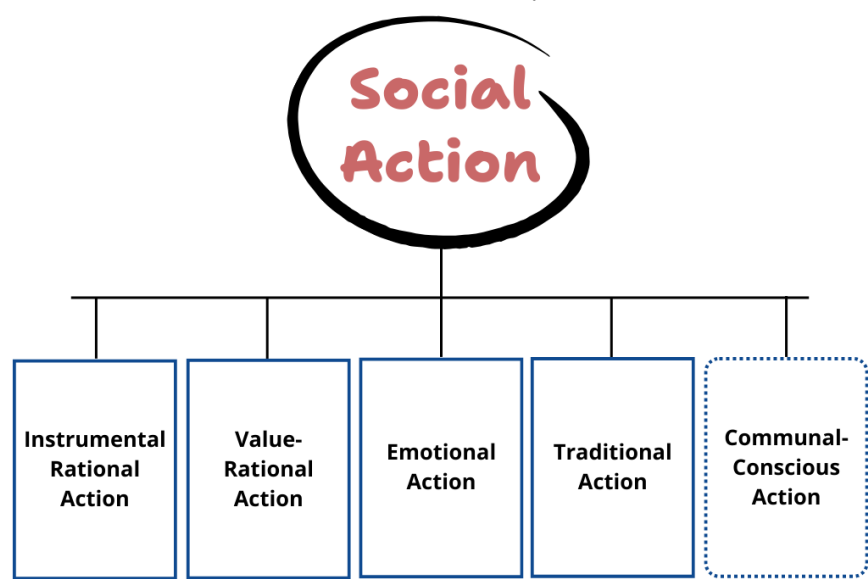 Social
Action
Instrumental
Rational
Action
Value-
Rational
Action
Emotional
Action
Traditional
Action
Communal-
Conscious
Action